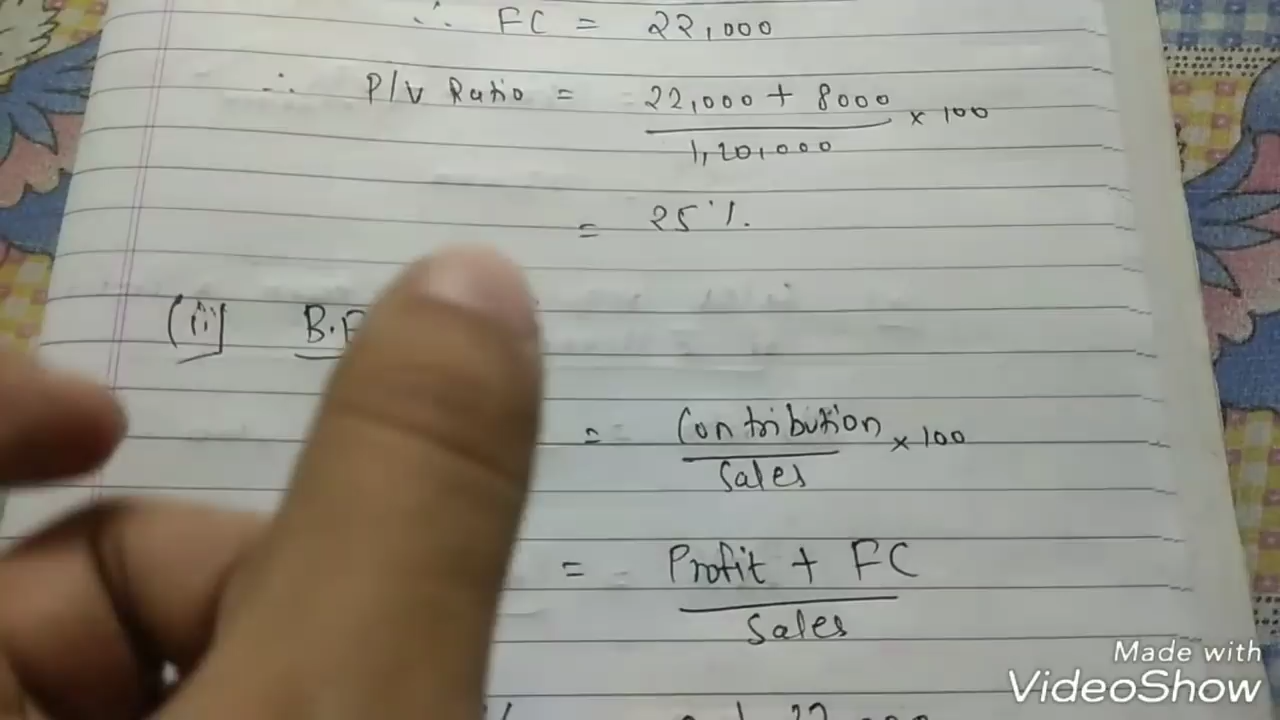 ∴ FC = 22,000
∴ P/V Ratio = 22,000 + 8000 / 1,20,000 × 100
= 25%.
(ii) B.
= Contribution / Sales × 100
= Profit + FC / Sales
Made with
VideoShow